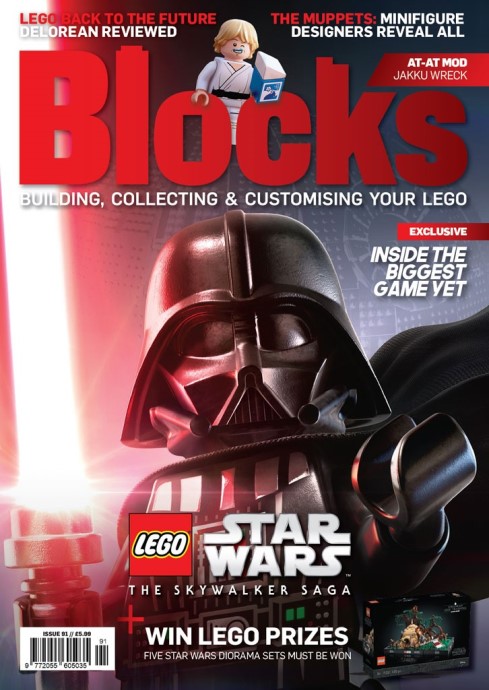 LEGO BACK TO THE FUTURE
DELOREAN REVIEWED
THE MUPPETS: MINIFIGURE
DESIGNERS REVEAL ALL
AT-AT MOD
JAKKU WRECK
Blocks
BUILDING, COLLECTING & CUSTOMISING YOUR LEGO
EXCLUSIVE
INSIDE THE
BIGGEST
GAME YET
LEGO
STAR
WARS
THE SKYWALKER SAGA
+
WIN LEGO PRIZES
FIVE STAR WARS DIORAMA SETS MUST BE WON
ISSUE 91 // £5.99
91
9 772055 605035